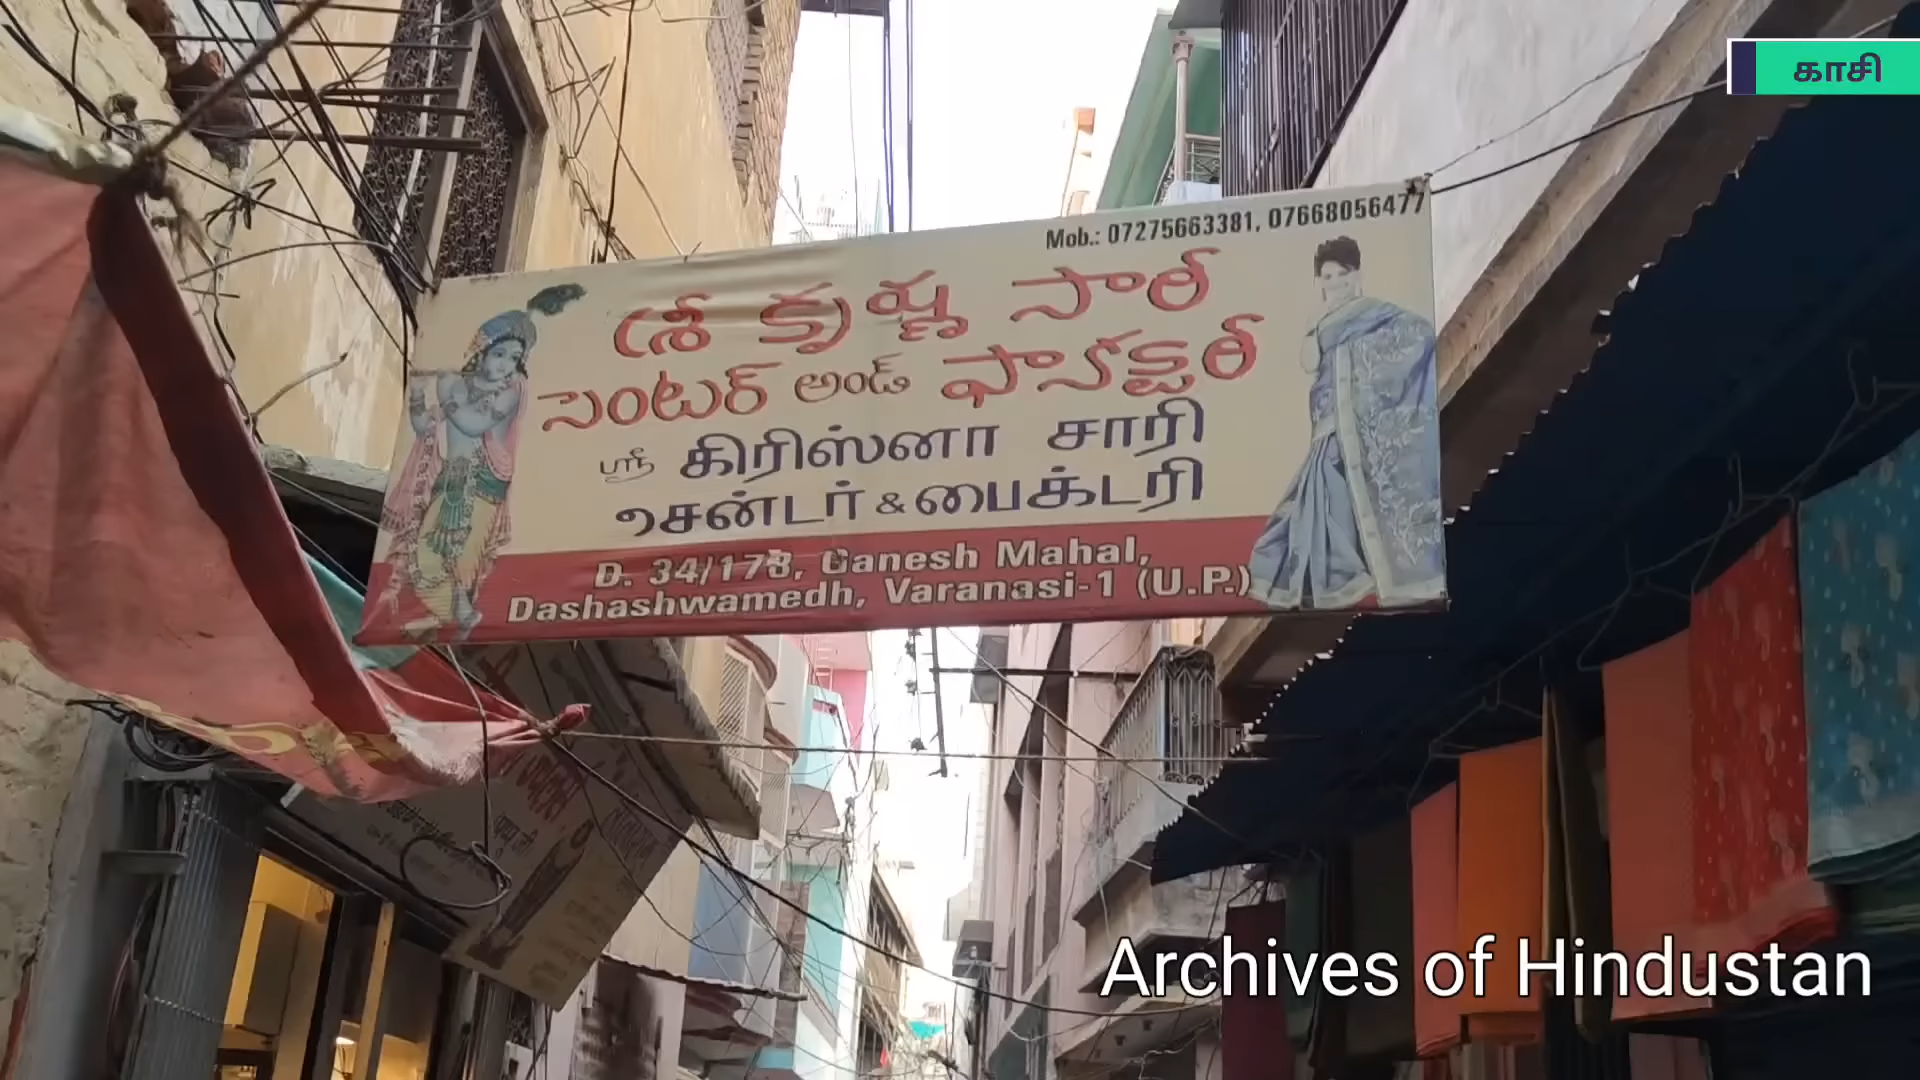 காசி
Mob.: 07275663381, 07668056477
శ్రీ కృష్ణ సారీ
సెంటర్ అండ్ ఫ్యాక్టరీ
ஸ்ரீ கிரிஸ்னா சாரி
சென்டர் & பைக்டரி
D. 34/178, Ganesh Mahal,
Dashashwamedh, Varanasi-1 (U.P.)
Archives of Hindustan